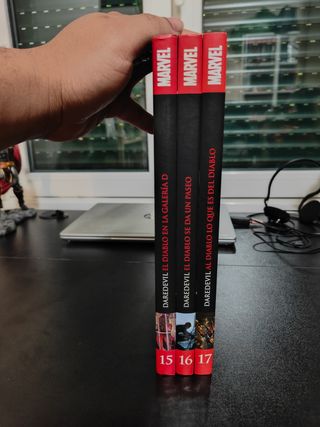 MARVEL
DAREDEVIL EL DIABLO EN LA GALERÍA D
15
MARVEL
DAREDEVIL EL DIABLO SE DA UN PASEO
16
MARVEL
DAREDEVIL AL DIABLO LO QUE ES DEL DIABLO
17